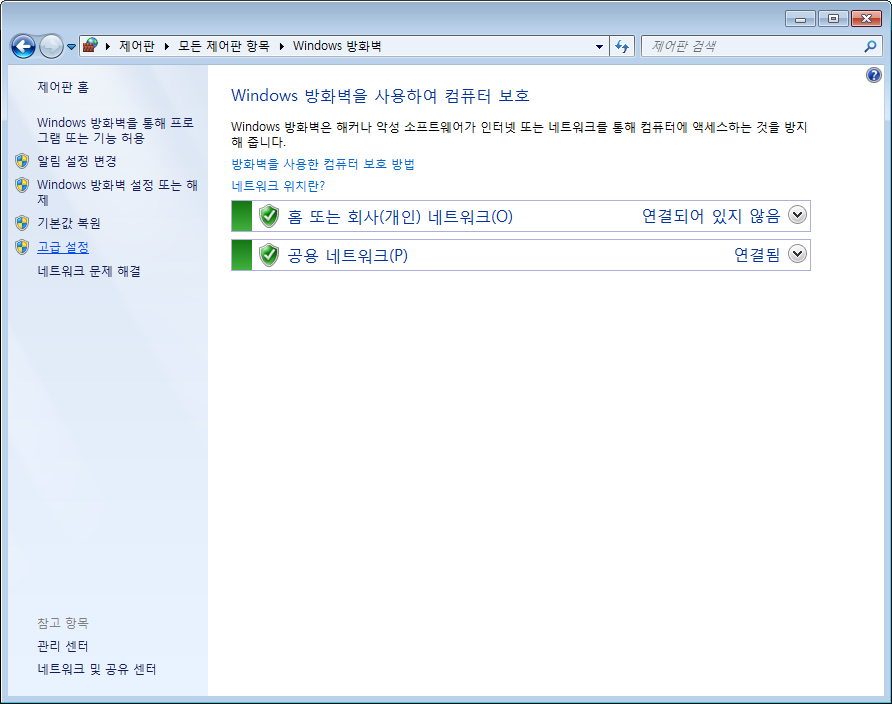 제어판 ▸ 모든 제어판 항목 ▸ Windows 방화벽
제어판 검색
제어판 홈
Windows 방화벽을 통해 프로
그램 또는 기능 허용
알림 설정 변경
Windows 방화벽 설정 또는 해
제
기본값 복원
고급 설정
네트워크 문제 해결
참고 항목
관리 센터
네트워크 및 공유 센터
Windows 방화벽을 사용하여 컴퓨터 보호
Windows 방화벽은 해커나 악성 소프트웨어가 인터넷 또는 네트워크를 통해 컴퓨터에 액세스하는 것을 방지
해 줍니다.
방화벽을 사용한 컴퓨터 보호 방법
네트워크 위치란?
홈 또는 회사(개인) 네트워크(O) 연결되어 있지 않음
공용 네트워크(P) 연결됨